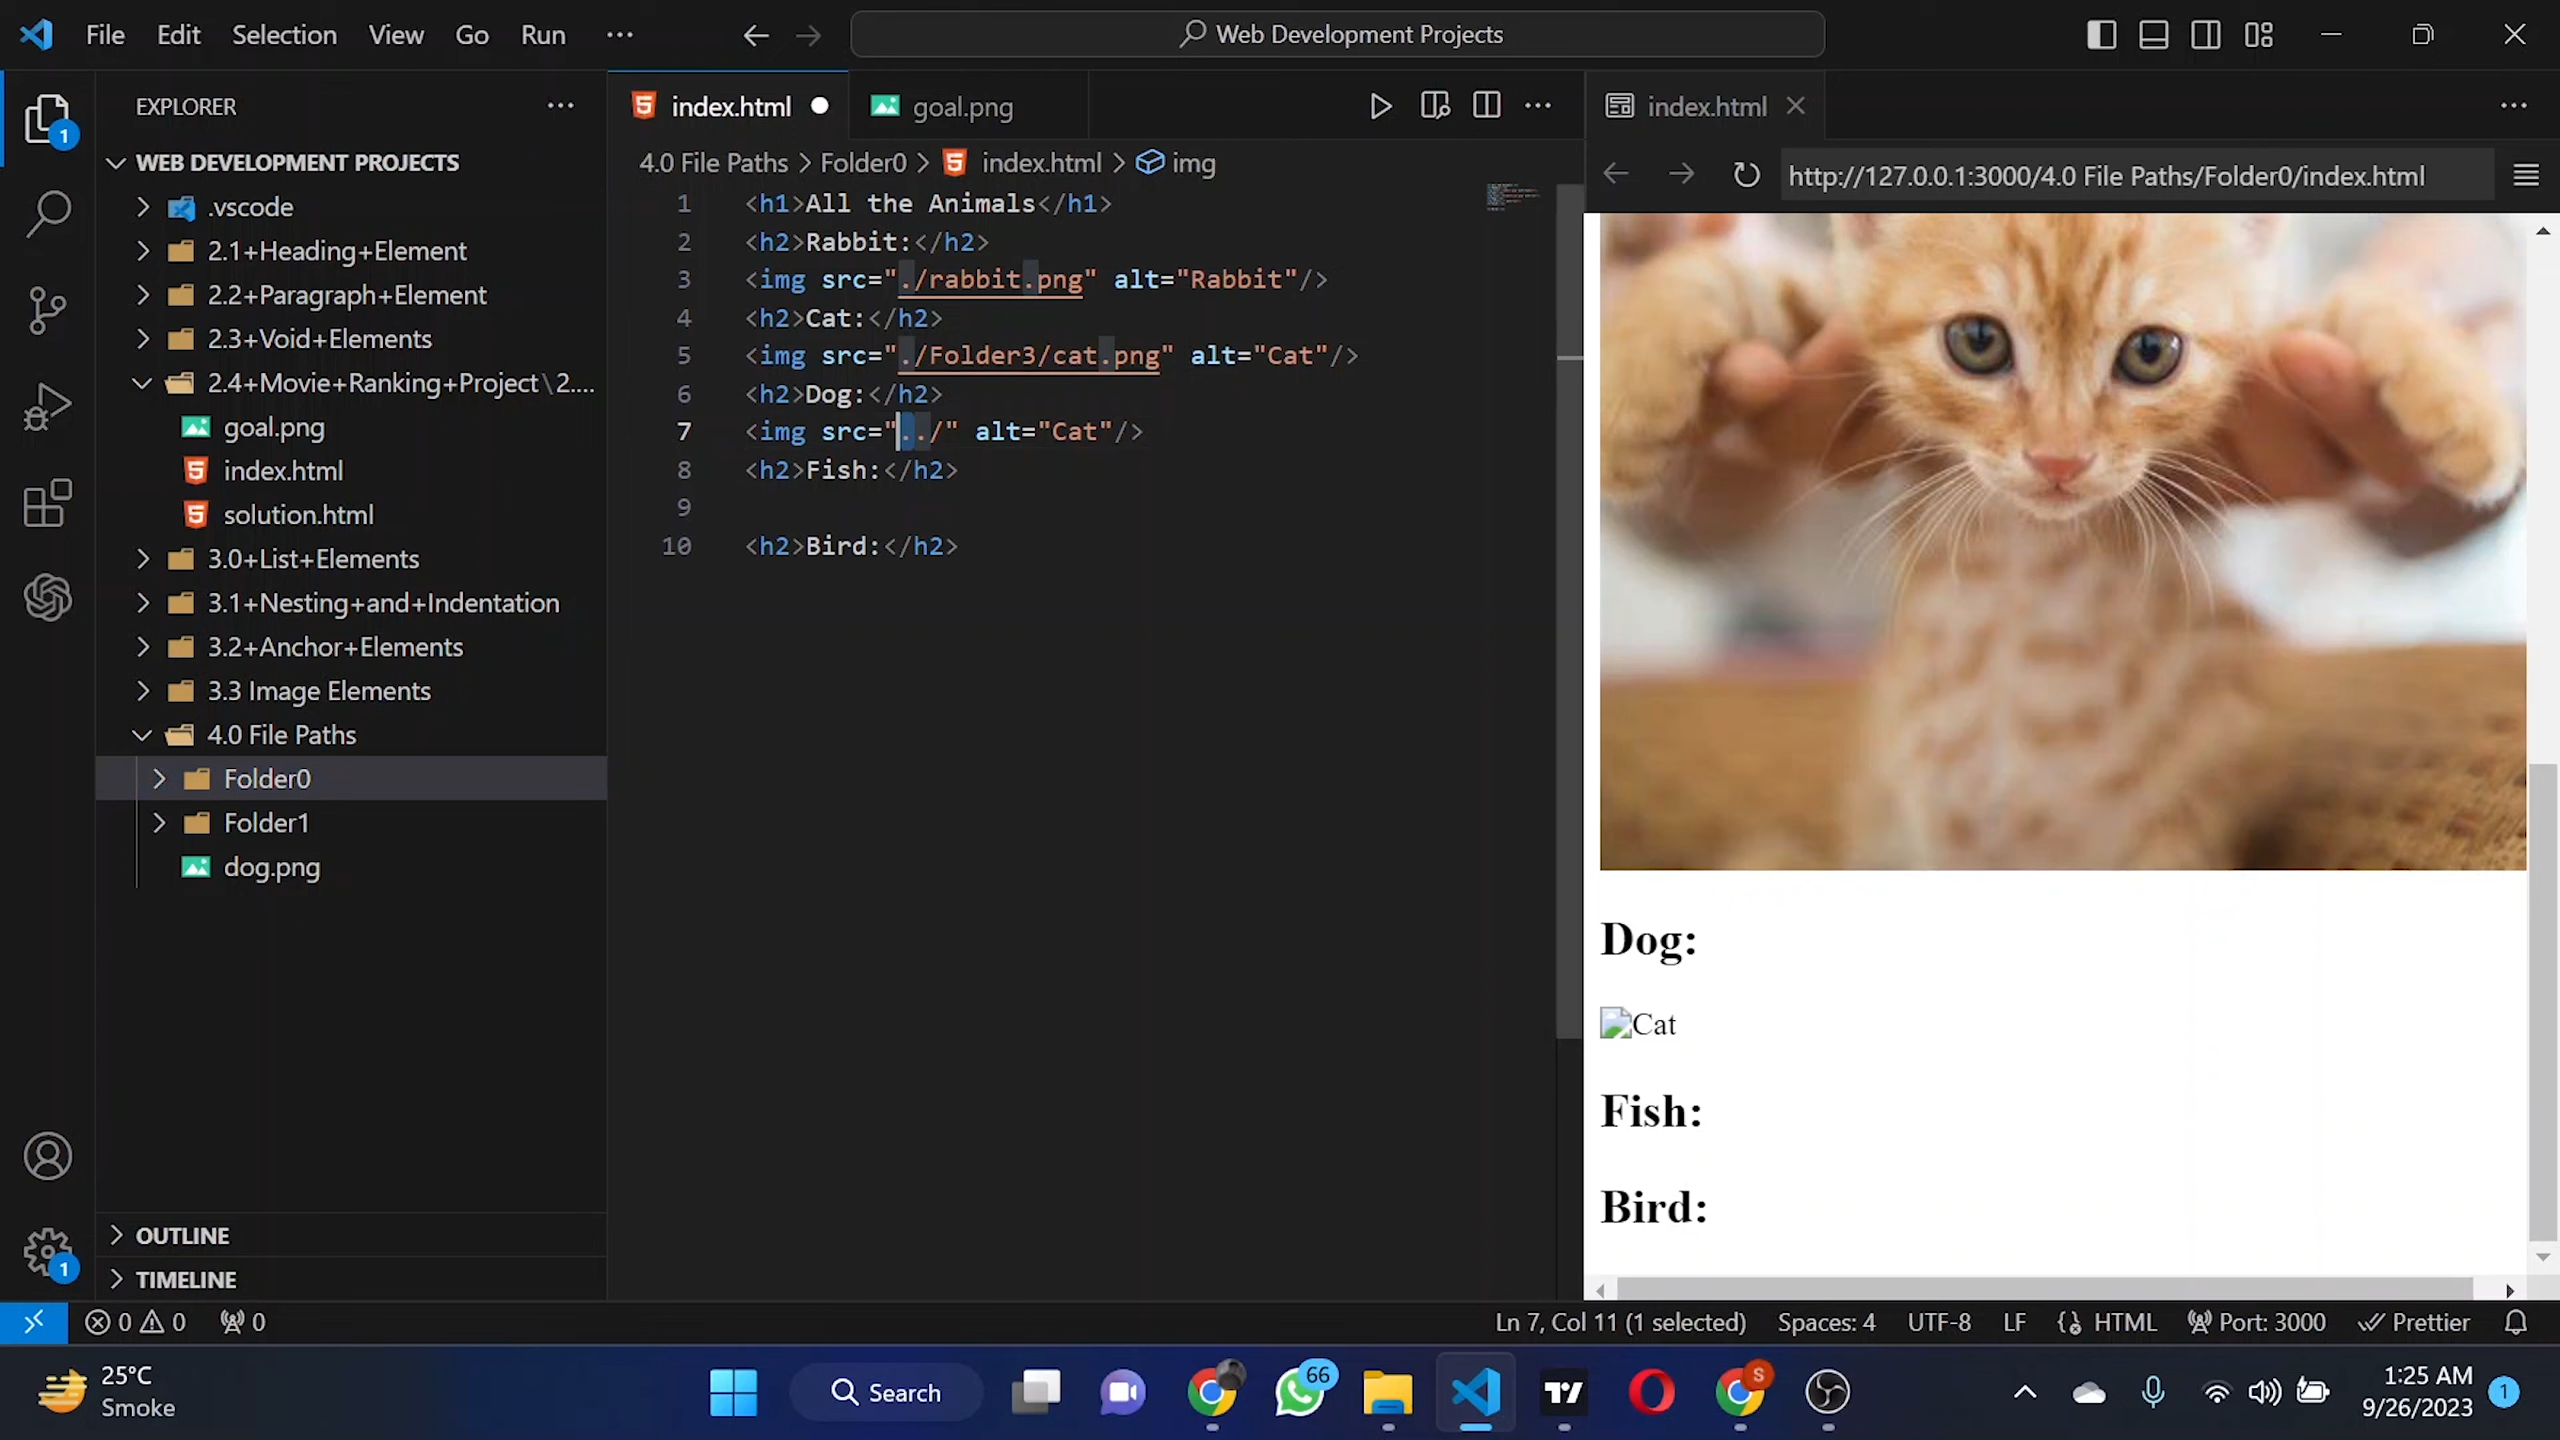 File Edit Selection View Go Run ···
Web Development Projects
EXPLORER
1
WEB DEVELOPMENT PROJECTS
.vscode
2.1+Heading+Element
2.2+Paragraph+Element
2.3+Void+Elements
2.4+Movie+Ranking+Project\2....
goal.png
index.html
solution.html
3.0+List+Elements
3.1+Nesting+and+Indentation
3.2+Anchor+Elements
3.3 Image Elements
4.0 File Paths
Folder0
Folder1
dog.png
OUTLINE
1
TIMELINE
index.html
goal.png
4.0 File Paths > Folder0 > index.html > img
1 <h1>All the Animals</h1>
2 <h2>Rabbit:</h2>
3 <img src="./rabbit.png" alt="Rabbit"/>
4 <h2>Cat:</h2>
5 <img src="./Folder3/cat.png" alt="Cat"/>
6 <h2>Dog:</h2>
7 <img src="../" alt="Cat"/>
8 <h2>Fish:</h2>
9
10 <h2>Bird:</h2>
index.html
http://127.0.0.1:3000/4.0 File Paths/Folder0/index.html
Dog:
Cat
Fish:
Bird:
0 0 0
Ln 7, Col 11 (1 selected) Spaces: 4 UTF-8 LF HTML Port: 3000 Prettier
25°C
Smoke
Search
66
S
1:25 AM
9/26/2023
1